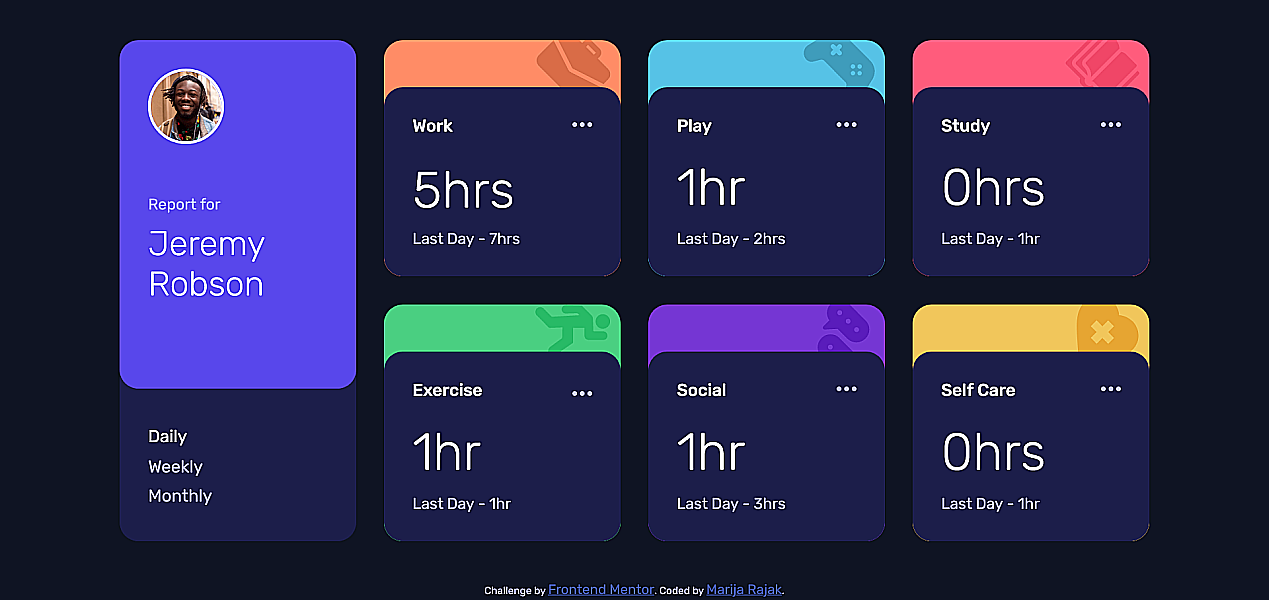 Report for
Jeremy
Robson
Daily
Weekly
Monthly
Work
5hrs
Last Day - 7hrs
Play
1hr
Last Day - 2hrs
Study
0hrs
Last Day - 1hr
Exercise
1hr
Last Day - 1hr
Social
1hr
Last Day - 3hrs
Self Care
0hrs
Last Day - 1hr
Challenge by Frontend Mentor. Coded by Marija Rajak.